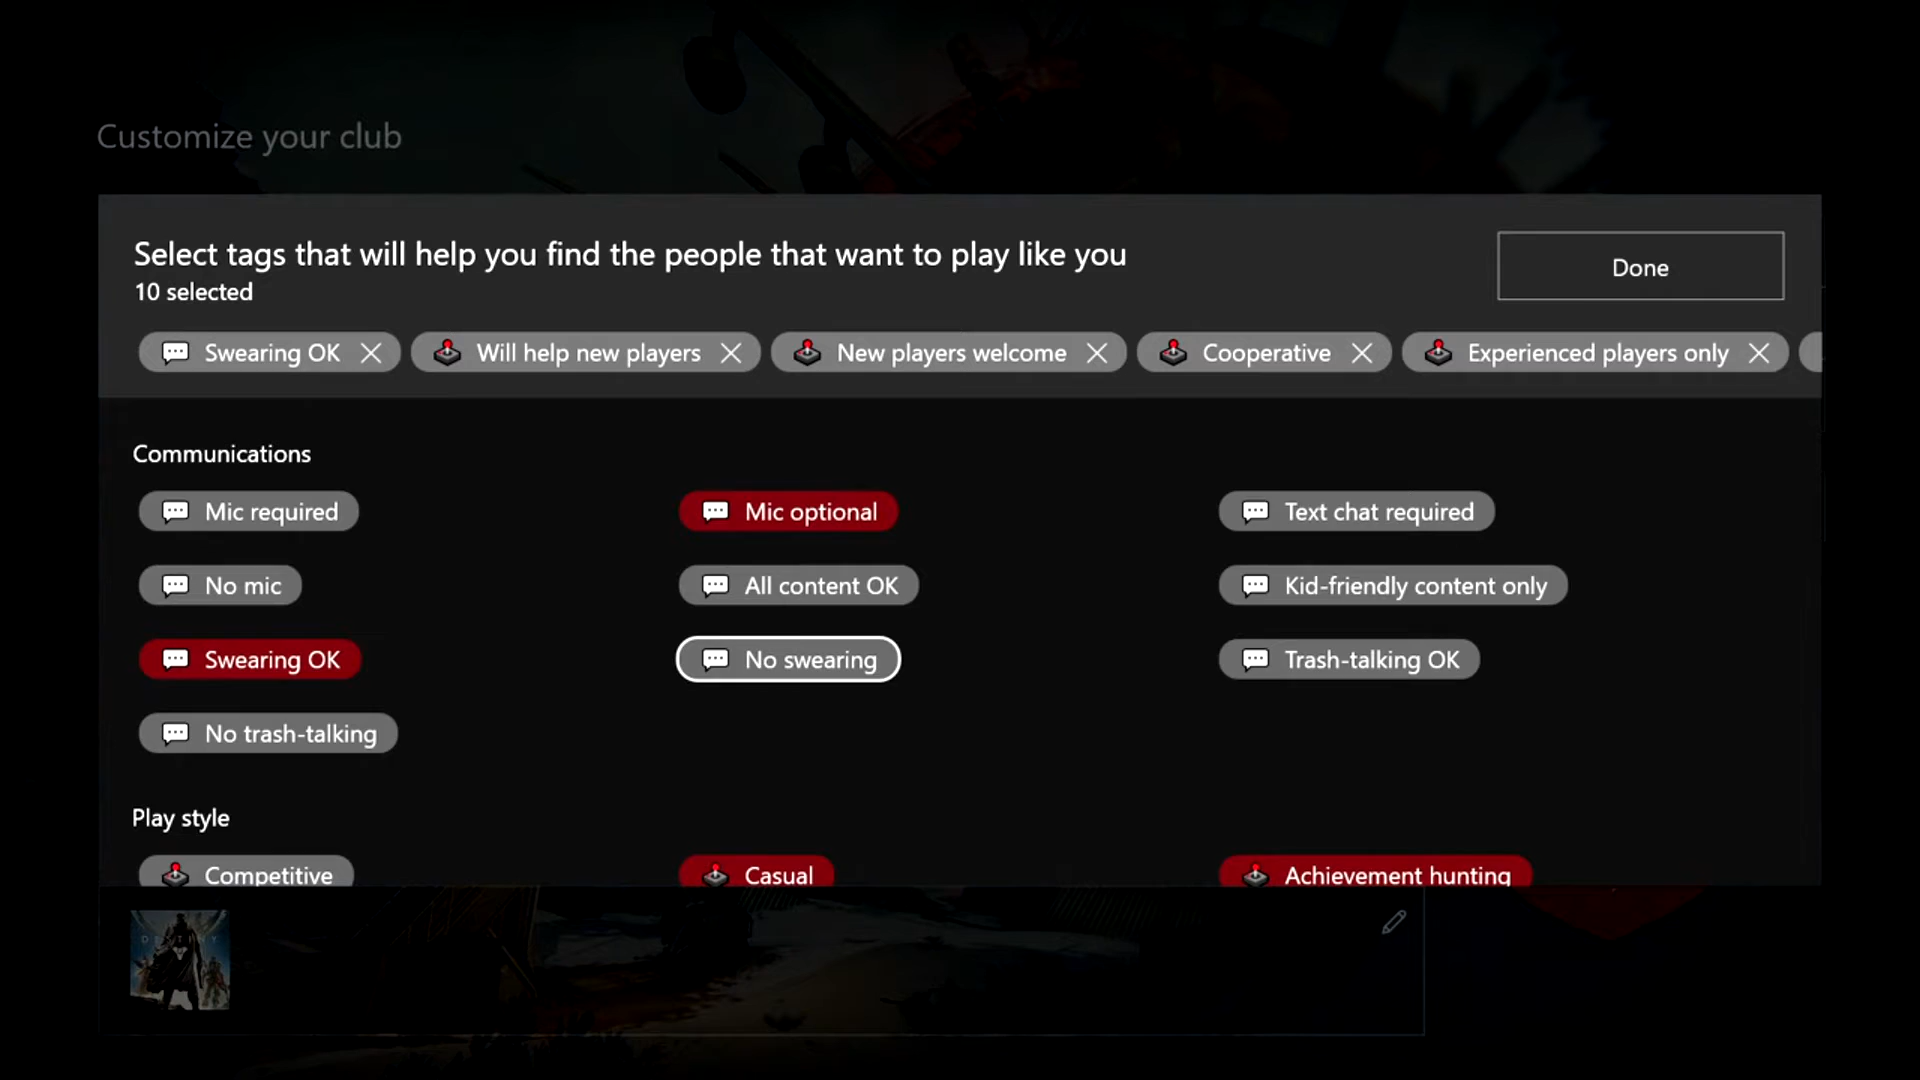 Customize your club
Select tags that will help you find the people that want to play like you
10 selected
Done
Swearing OK
Will help new players
New players welcome
Cooperative
Experienced players only
Communications
Mic required
Mic optional
Text chat required
No mic
All content OK
Kid-friendly content only
Swearing OK
No swearing
Trash-talking OK
No trash-talking
Play style
Competitive
Casual
Achievement hunting
DESTINY